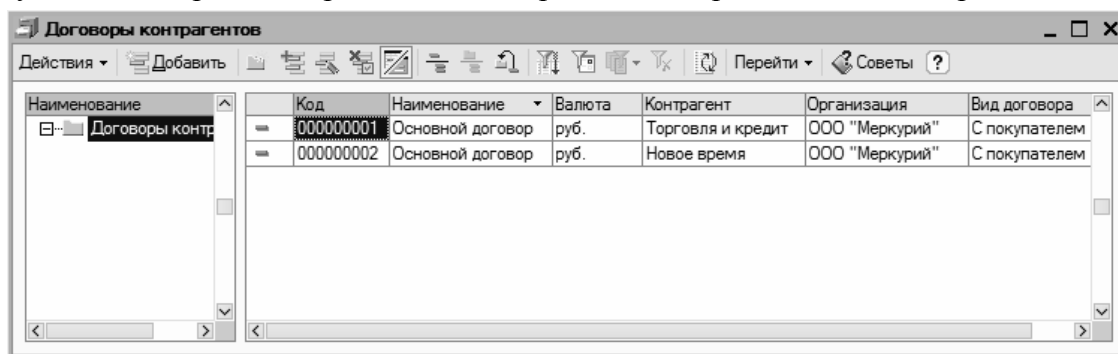 Договоры контрагентов
Действия Добавить Перейти Советы ?
Наименование Код Наименование Валюта Контрагент Организация Вид договора
Договоры контр 000000001 Основной договор руб. Торговля и кредит ООО "Меркурий" С покупателем
000000002 Основной договор руб. Новое время ООО "Меркурий" С покупателем